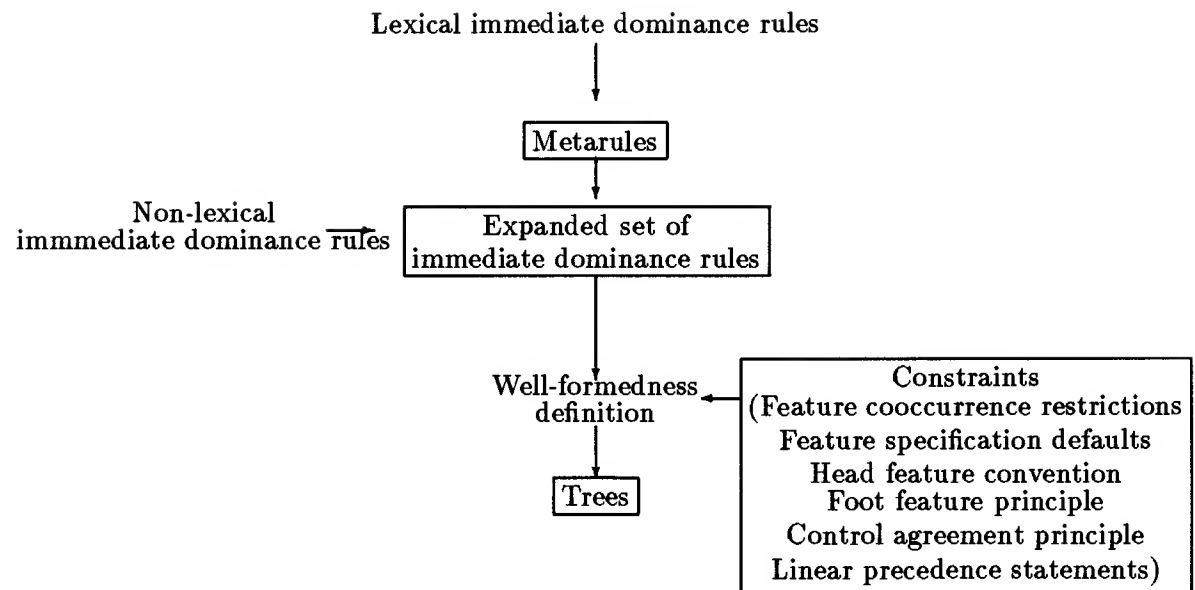 Lexical immediate dominance rules
Metarules
Non-lexical
immmediate dominance rules
Expanded set of
immediate dominance rules
Well-formedness
definition
Trees
Constraints
(Feature cooccurrence restrictions
Feature specification defaults
Head feature convention
Foot feature principle
Control agreement principle
Linear precedence statements)